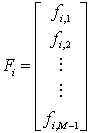 F_i = [ f_{i,1}
f_{i,2}
⋮
⋮
f_{i,M-1} ]